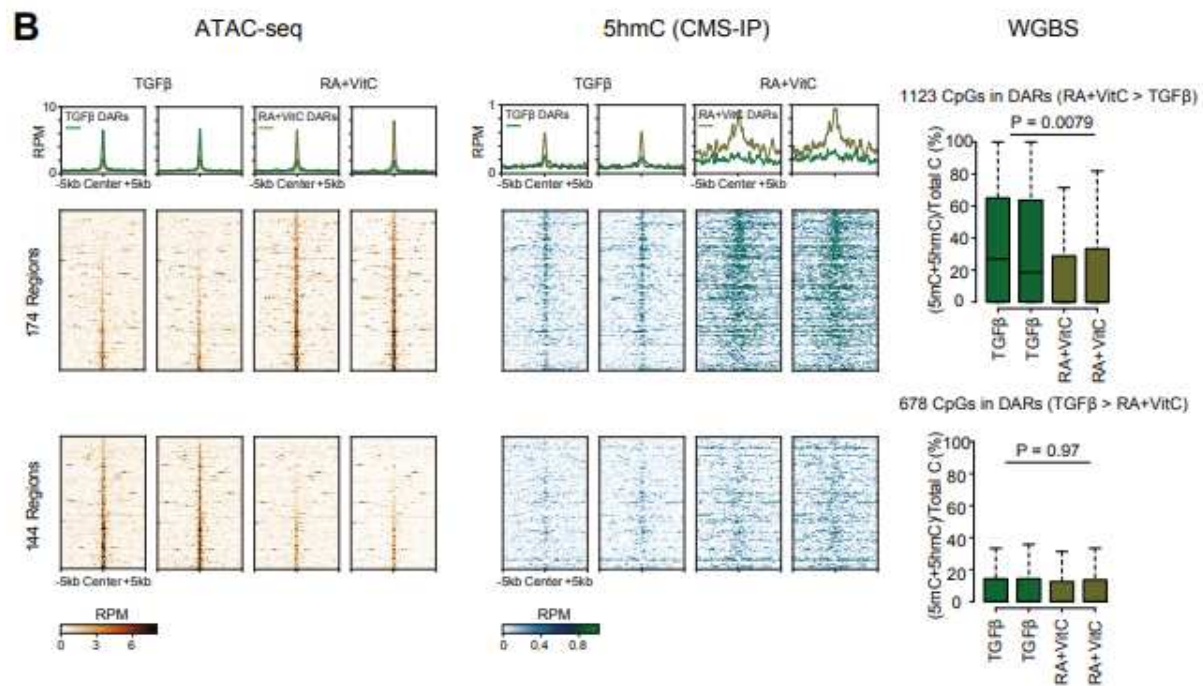 B
ATAC-seq
5hmC (CMS-IP)
WGBS
TGFβ
RA+VitC
10
RPM
0
TGFβ DARs
RA+VitC DARs
-5kb Center +5kb
-5kb Center +5kb
174 Regions
144 Regions
-5kb Center +5kb
RPM
0 3 6
TGFβ
RA+VitC
1
RPM
0
TGFβ DARs
RA+VitC DARs
-5kb Center +5kb
-5kb Center +5kb
-5kb Center +5kb
RPM
0 0.4 0.8
1123 CpGs in DARs (RA+VitC > TGFβ)
P = 0.0079
(5mC+5hmC)/Total C (%)
100
80
60
40
20
0
TGFβ
TGFβ
RA+VitC
RA+VitC
678 CpGs in DARs (TGFβ > RA+VitC)
P = 0.97
(5mC+5hmC)/Total C (%)
100
80
60
40
20
0
TGFβ
TGFβ
RA+VitC
RA+VitC